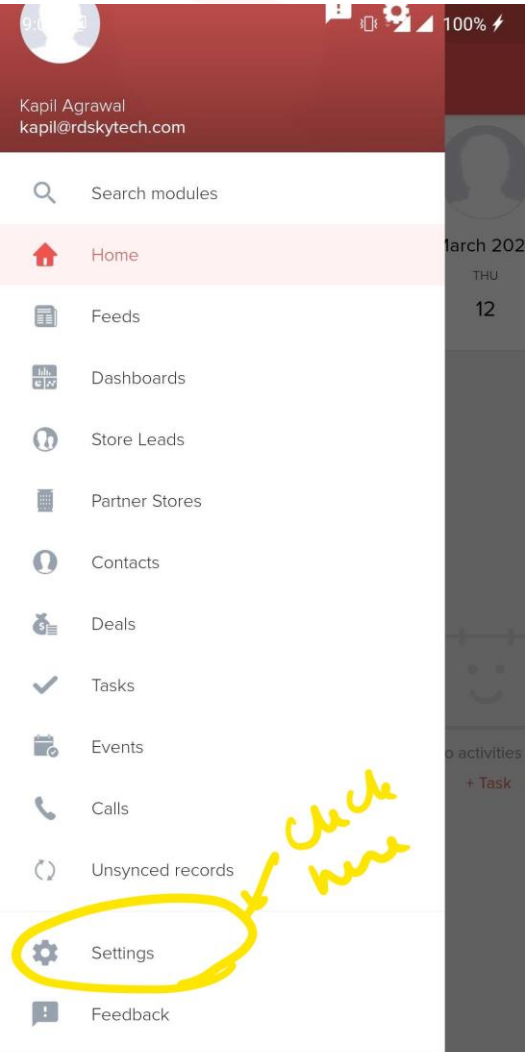 100%
Kapil Agrawal
kapil@rdskytech.com
Search modules
Home
March 202
THU
Feeds
12
Dashboards
Store Leads
Partner Stores
Contacts
Deals
Tasks
Events
o activities
+ Task
Calls
Click
here
Unsynced records
Settings
Feedback